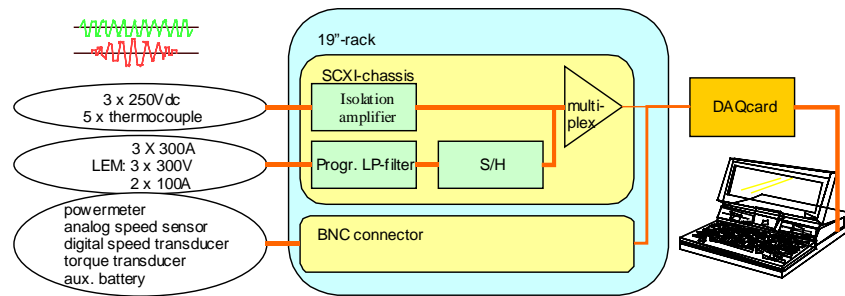 19”-rack
SCXI-chassis
3 x 250Vdc
5 x thermocouple
Isolation
amplifier
multi-
plex
DAQcard
3 X 300A
LEM: 3 x 300V
2 x 100A
Progr. LP-filter
S/H
powermeter
analog speed sensor
digital speed transducer
torque transducer
aux. battery
BNC connector